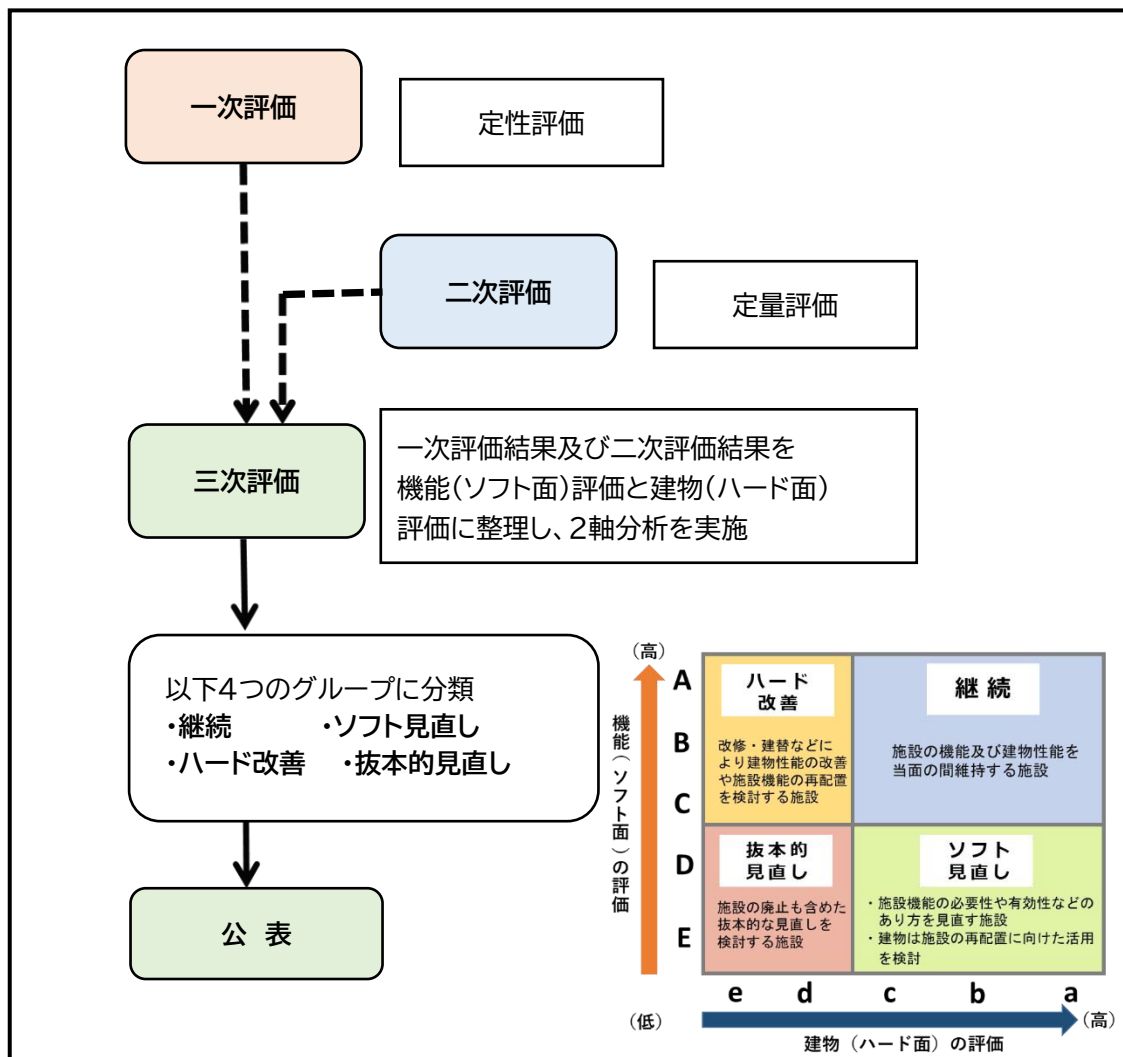 一次評価
定性評価
二次評価
定量評価
三次評価
一次評価結果及び二次評価結果を
機能(ソフト面)評価と建物(ハード面)
評価に整理し、2軸分析を実施
以下4つのグループに分類
・継続 ・ソフト見直し
・ハード改善 ・抜本的見直し
公 表
(高)
機能(ソフト面)の評価
A
B
C
D
E
ハード
改善
改修・建替などに
より建物性能の改善
や施設機能の再配置
を検討する施設
継続
施設の機能及び建物性能を
当面の間維持する施設
抜本的
見直し
施設の廃止も含めた
抜本的な見直しを
検討する施設
ソフト
見直し
・施設機能の必要性や有効性などの
あり方を見直す施設
・建物は施設の再配置に向けた活用
を検討
e d c b a
(低)
(高)
建物(ハード面)の評価